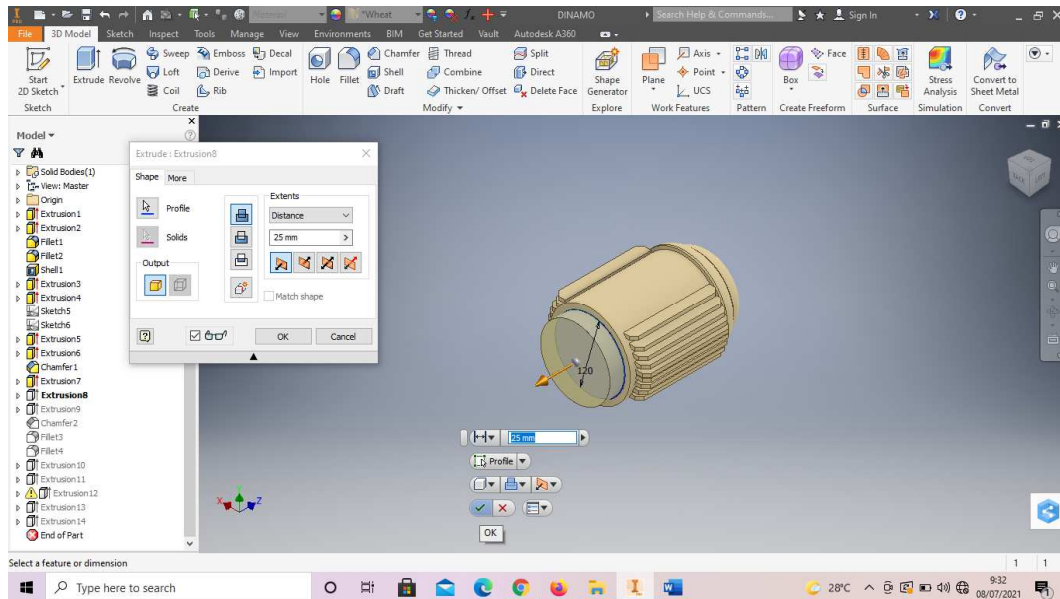 PRO
Material
*Wheat
DINAMO
Search Help & Commands...
Sign In
File 3D Model Sketch Inspect Tools Manage View Environments BIM Get Started Vault Autodesk A360
Start 2D Sketch
Extrude
Revolve
Sweep
Loft
Coil
Emboss
Derive
Rib
Decal
Import
Hole
Fillet
Chamfer
Shell
Draft
Thread
Combine
Thicken/ Offset
Split
Direct
Delete Face
Shape Generator
Plane
Axis
Point
UCS
Box
Face
Stress Analysis
Convert to Sheet Metal
Sketch Create Modify Explore Work Features Pattern Create Freeform Surface Simulation Convert
Model
Solid Bodies(1)
View: Master
Origin
Extrusion1
Extrusion2
Fillet1
Fillet2
Shell1
Extrusion3
Extrusion4
Sketch5
Sketch6
Extrusion5
Extrusion6
Chamfer1
Extrusion7
Extrusion8
Extrusion9
Chamfer2
Fillet3
Fillet4
Extrusion10
Extrusion11
Extrusion12
Extrusion13
Extrusion14
End of Part
Extrude : Extrusion8
Shape More
Profile
Solids
Output
Extents
Distance
25 mm
Match shape
OK Cancel
120
25 mm
Profile
OK
X Y Z
Select a feature or dimension
1 1
Type here to search
28°C
9:32
08/07/2021